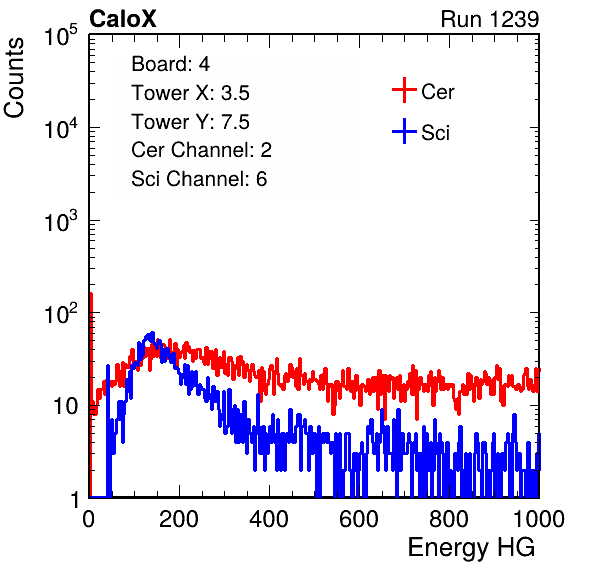 CaloX Run 1239
Counts
Board: 4
Tower X: 3.5
Tower Y: 7.5
Cer Channel: 2
Sci Channel: 6
Cer
Sci
10^5
10^4
10^3
10^2
10
1
0 200 400 600 800 1000
Energy HG